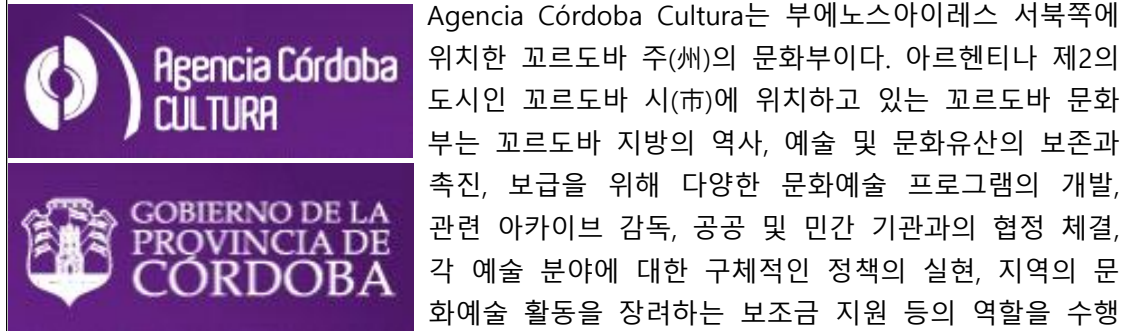 Agencia Córdoba
CULTURA
GOBIERNO DE LA
PROVINCIA DE
CÓRDOBA
Agencia Córdoba Cultura는 부에노스아이레스 서북쪽에
위치한 꼬르도바 주(州)의 문화부이다. 아르헨티나 제2의
도시인 꼬르도바 시(市)에 위치하고 있는 꼬르도바 문화
부는 꼬르도바 지방의 역사, 예술 및 문화유산의 보존과
촉진, 보급을 위해 다양한 문화예술 프로그램의 개발,
관련 아카이브 감독, 공공 및 민간 기관과의 협정 체결,
각 예술 분야에 대한 구체적인 정책의 실현, 지역의 문
화예술 활동을 장려하는 보조금 지원 등의 역할을 수행